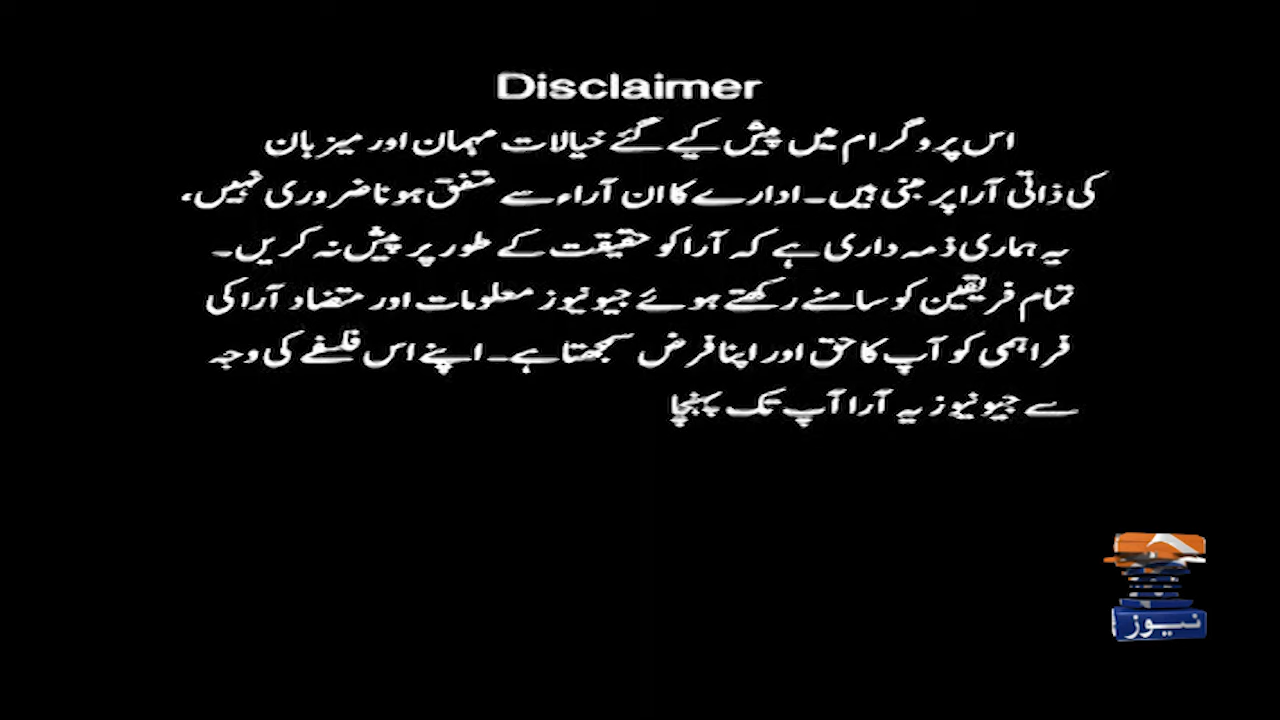 Disclaimer
اس پروگرام میں پیش کیے گئے خیالات مہمان اور میزبان
کی ذاتی آرا پر مبنی ہیں۔ ادارے کا ان آراء سے متفق ہونا ضروری نہیں،
یہ ہماری ذمہ داری ہے کہ آرا کو حقیقت کے طور پر پیش نہ کریں۔
تمام فریقین کو سامنے رکھتے ہوئے جیو نیوز معلومات اور متضاد آرا کی
فراہمی کو آپ کا حق اور اپنا فرض سمجھتا ہے۔ اپنے اس فلسفے کی وجہ
سے جیو نیوز یہ آرا آپ تک پہنچا
نیوز